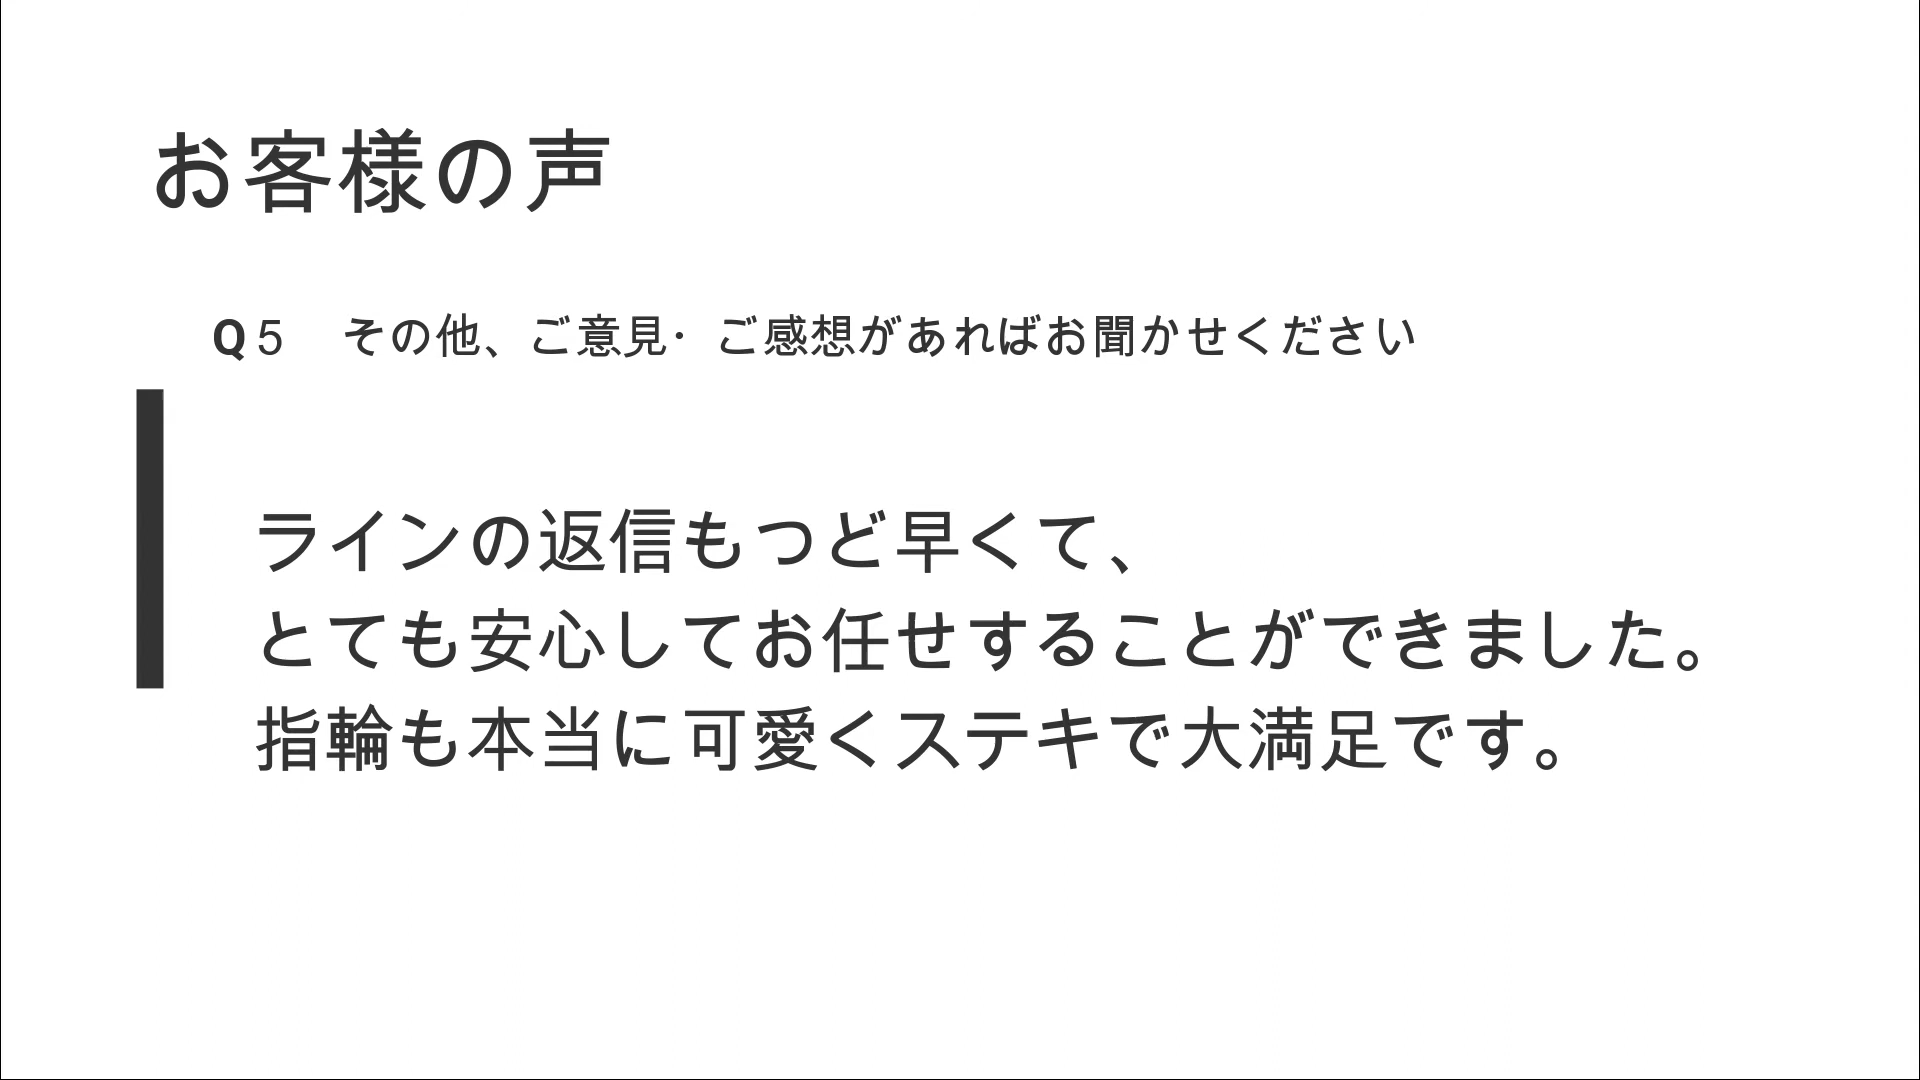 お客様の声
Q5　その他、ご意見・ご感想があればお聞かせください
ラインの返信もつど早くて、
とても安心してお任せすることができました。
指輪も本当に可愛くステキで大満足です。